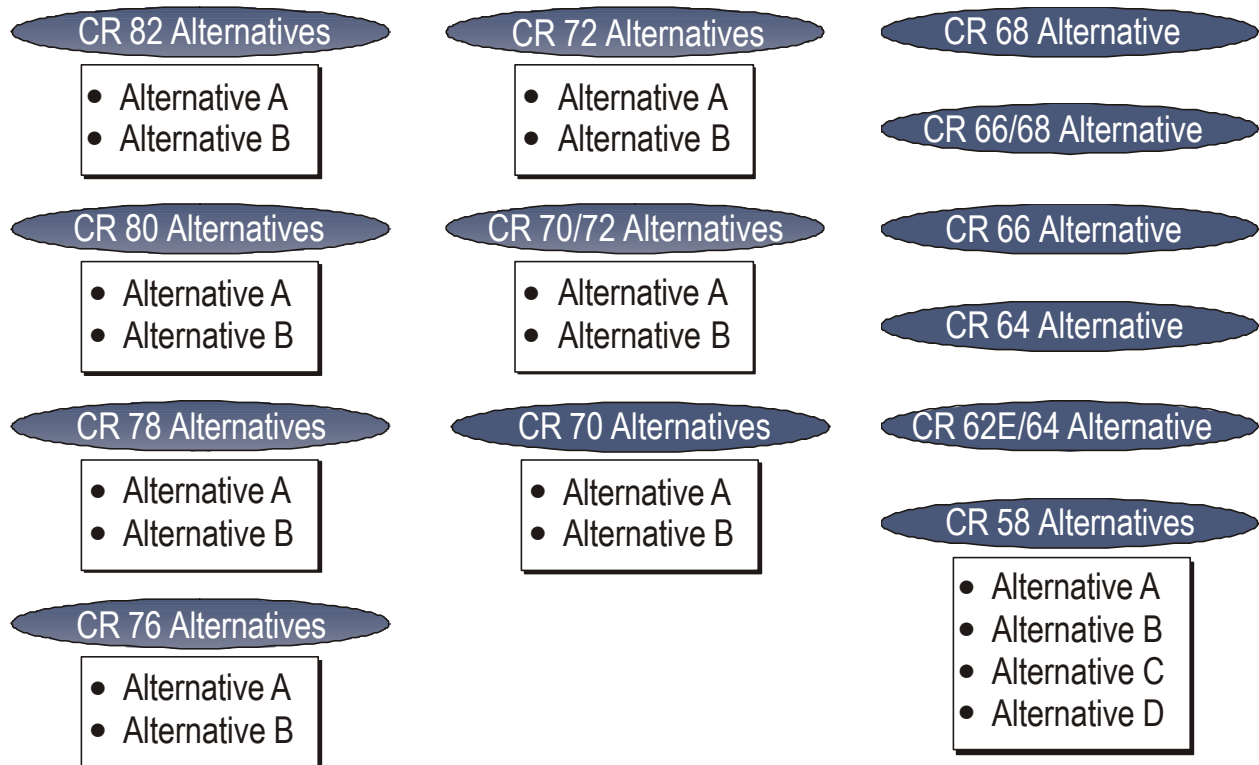 CR 82 Alternatives
• Alternative A
• Alternative B
CR 80 Alternatives
• Alternative A
• Alternative B
CR 78 Alternatives
• Alternative A
• Alternative B
CR 76 Alternatives
• Alternative A
• Alternative B
CR 72 Alternatives
• Alternative A
• Alternative B
CR 70/72 Alternatives
• Alternative A
• Alternative B
CR 70 Alternatives
• Alternative A
• Alternative B
CR 68 Alternative
CR 66/68 Alternative
CR 66 Alternative
CR 64 Alternative
CR 62E/64 Alternative
CR 58 Alternatives
• Alternative A
• Alternative B
• Alternative C
• Alternative D